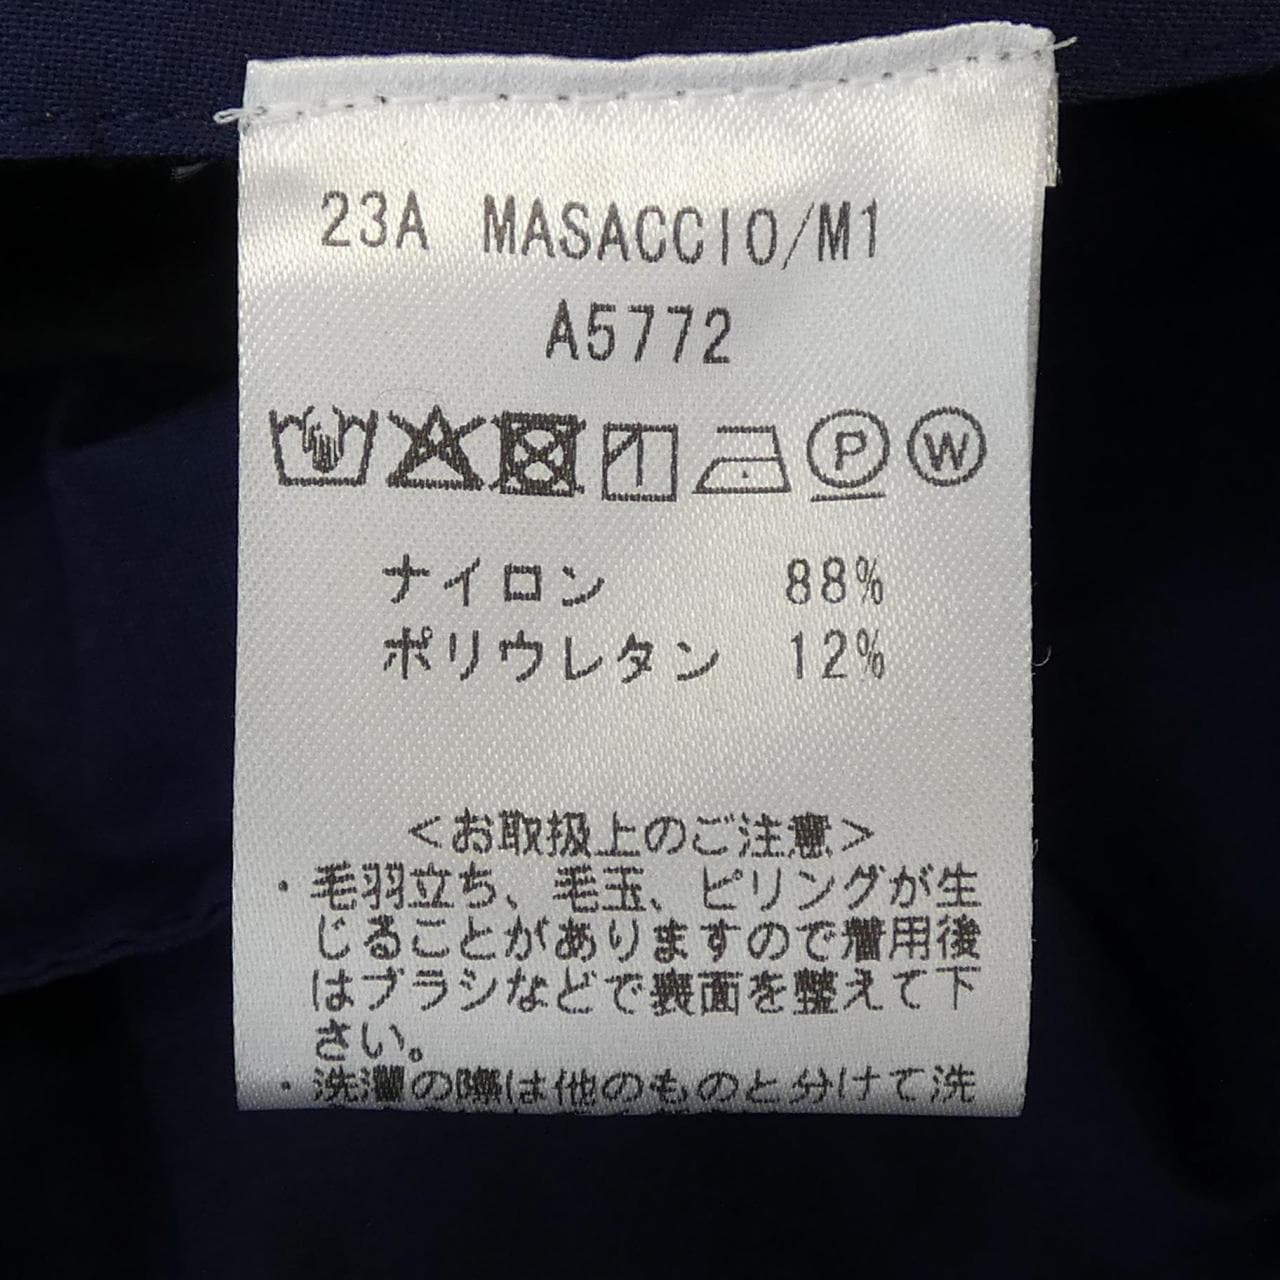 23A MASACCIO/M1
A5772
P W
ナイロン 88%
ポリウレタン 12%
<お取扱上のご注意>
・毛羽立ち、毛玉、ピリングが生
じることがありますので着用後
はブラシなどで表面を整えて下
さい。
・洗濯の際は他のものと分けて洗